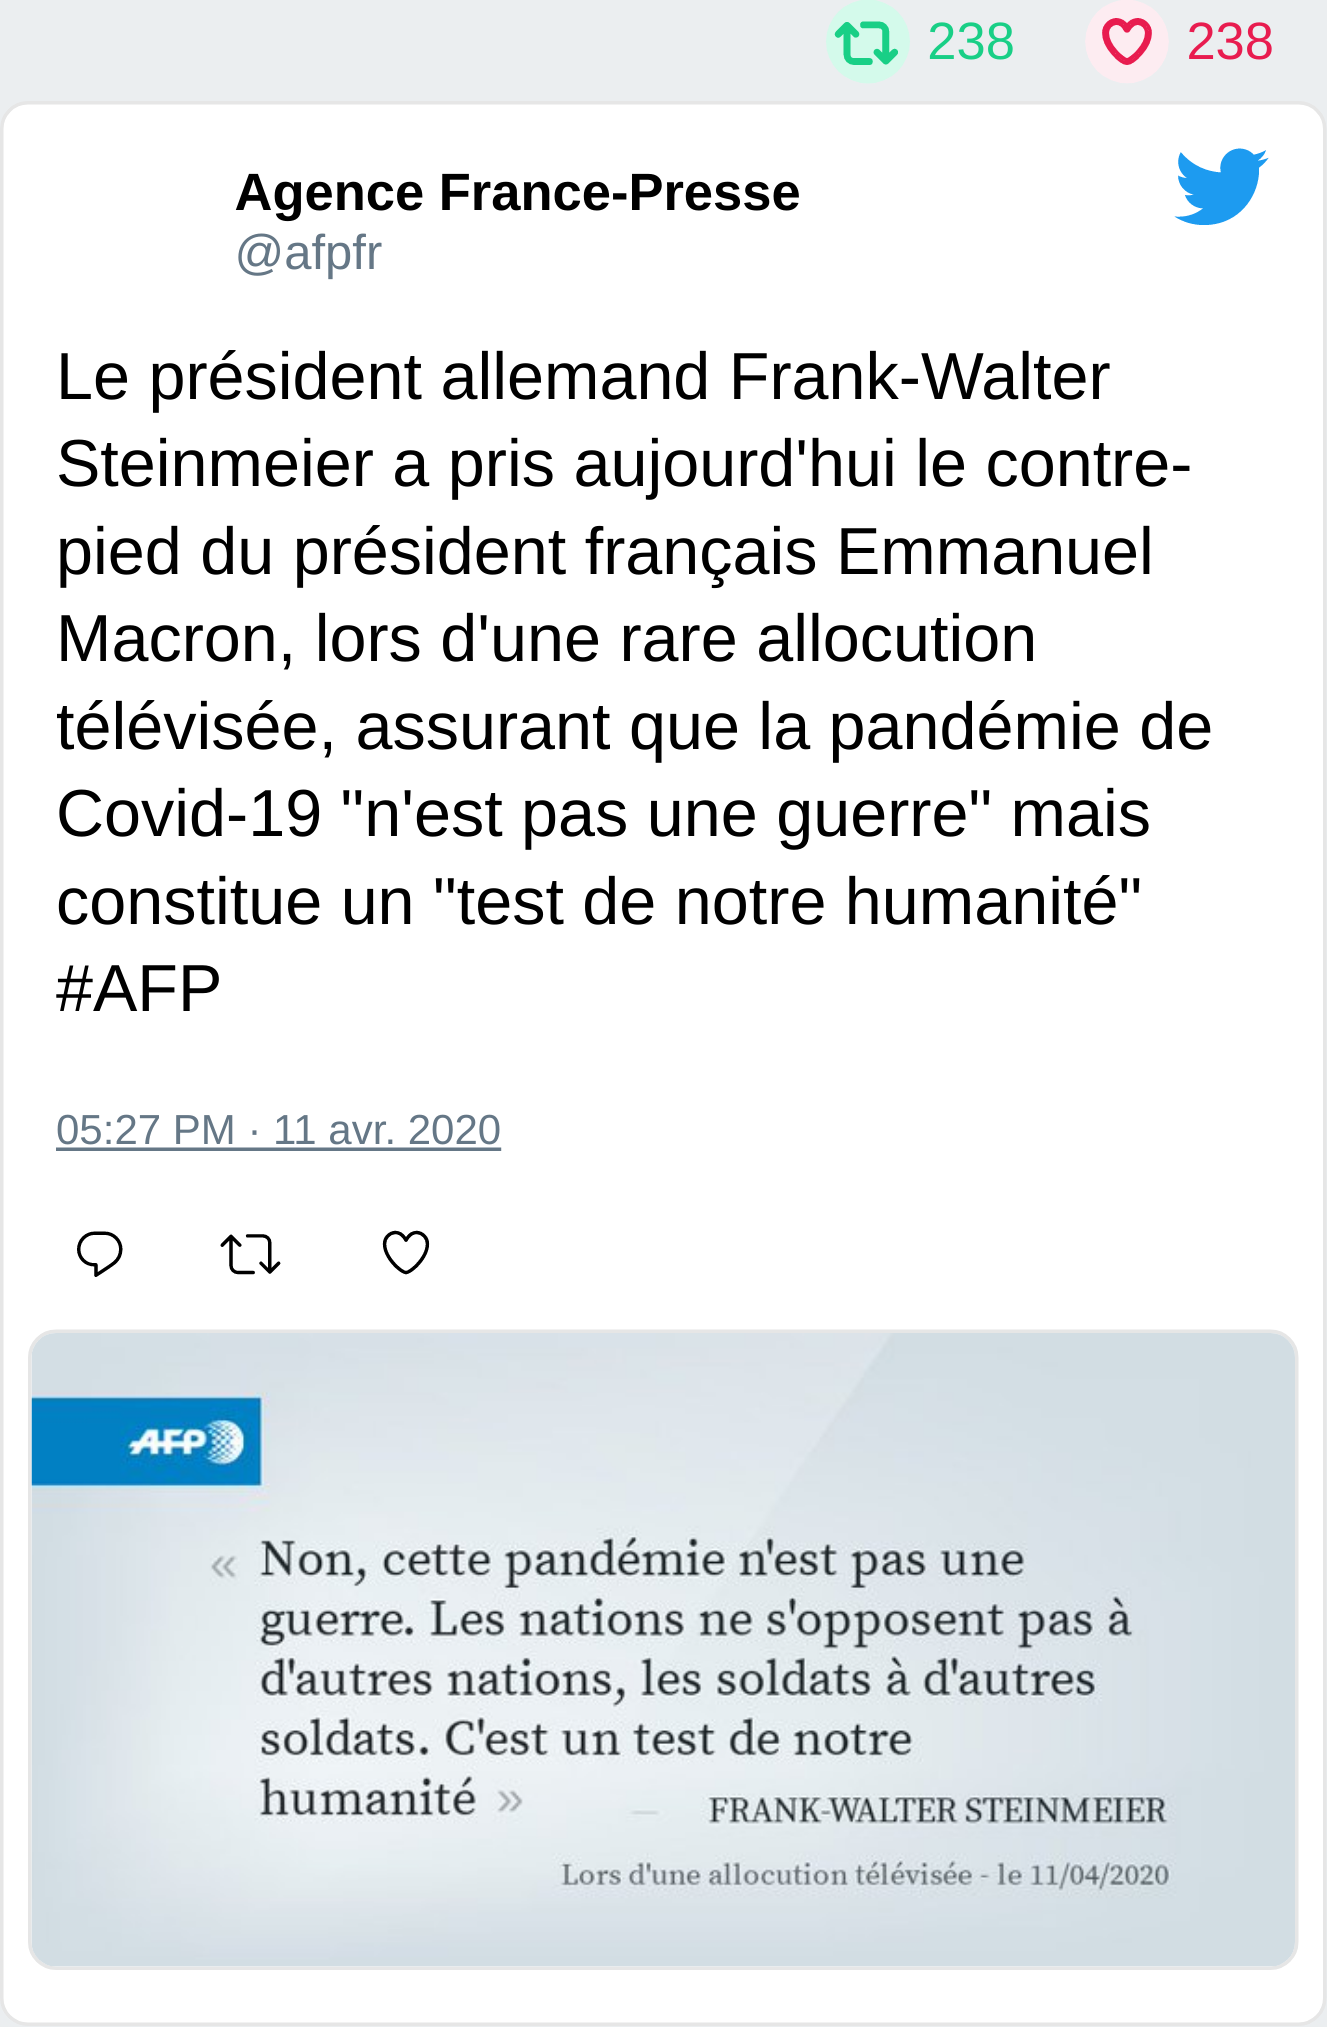 238 238
Agence France-Presse
@afpfr
Le président allemand Frank-Walter
Steinmeier a pris aujourd'hui le contre-
pied du président français Emmanuel
Macron, lors d'une rare allocution
télévisée, assurant que la pandémie de
Covid-19 "n'est pas une guerre" mais
constitue un "test de notre humanité"
#AFP
05:27 PM · 11 avr. 2020
AFP
« Non, cette pandémie n'est pas une
guerre. Les nations ne s'opposent pas à
d'autres nations, les soldats à d'autres
soldats. C'est un test de notre
humanité »
— FRANK-WALTER STEINMEIER
Lors d'une allocution télévisée - le 11/04/2020